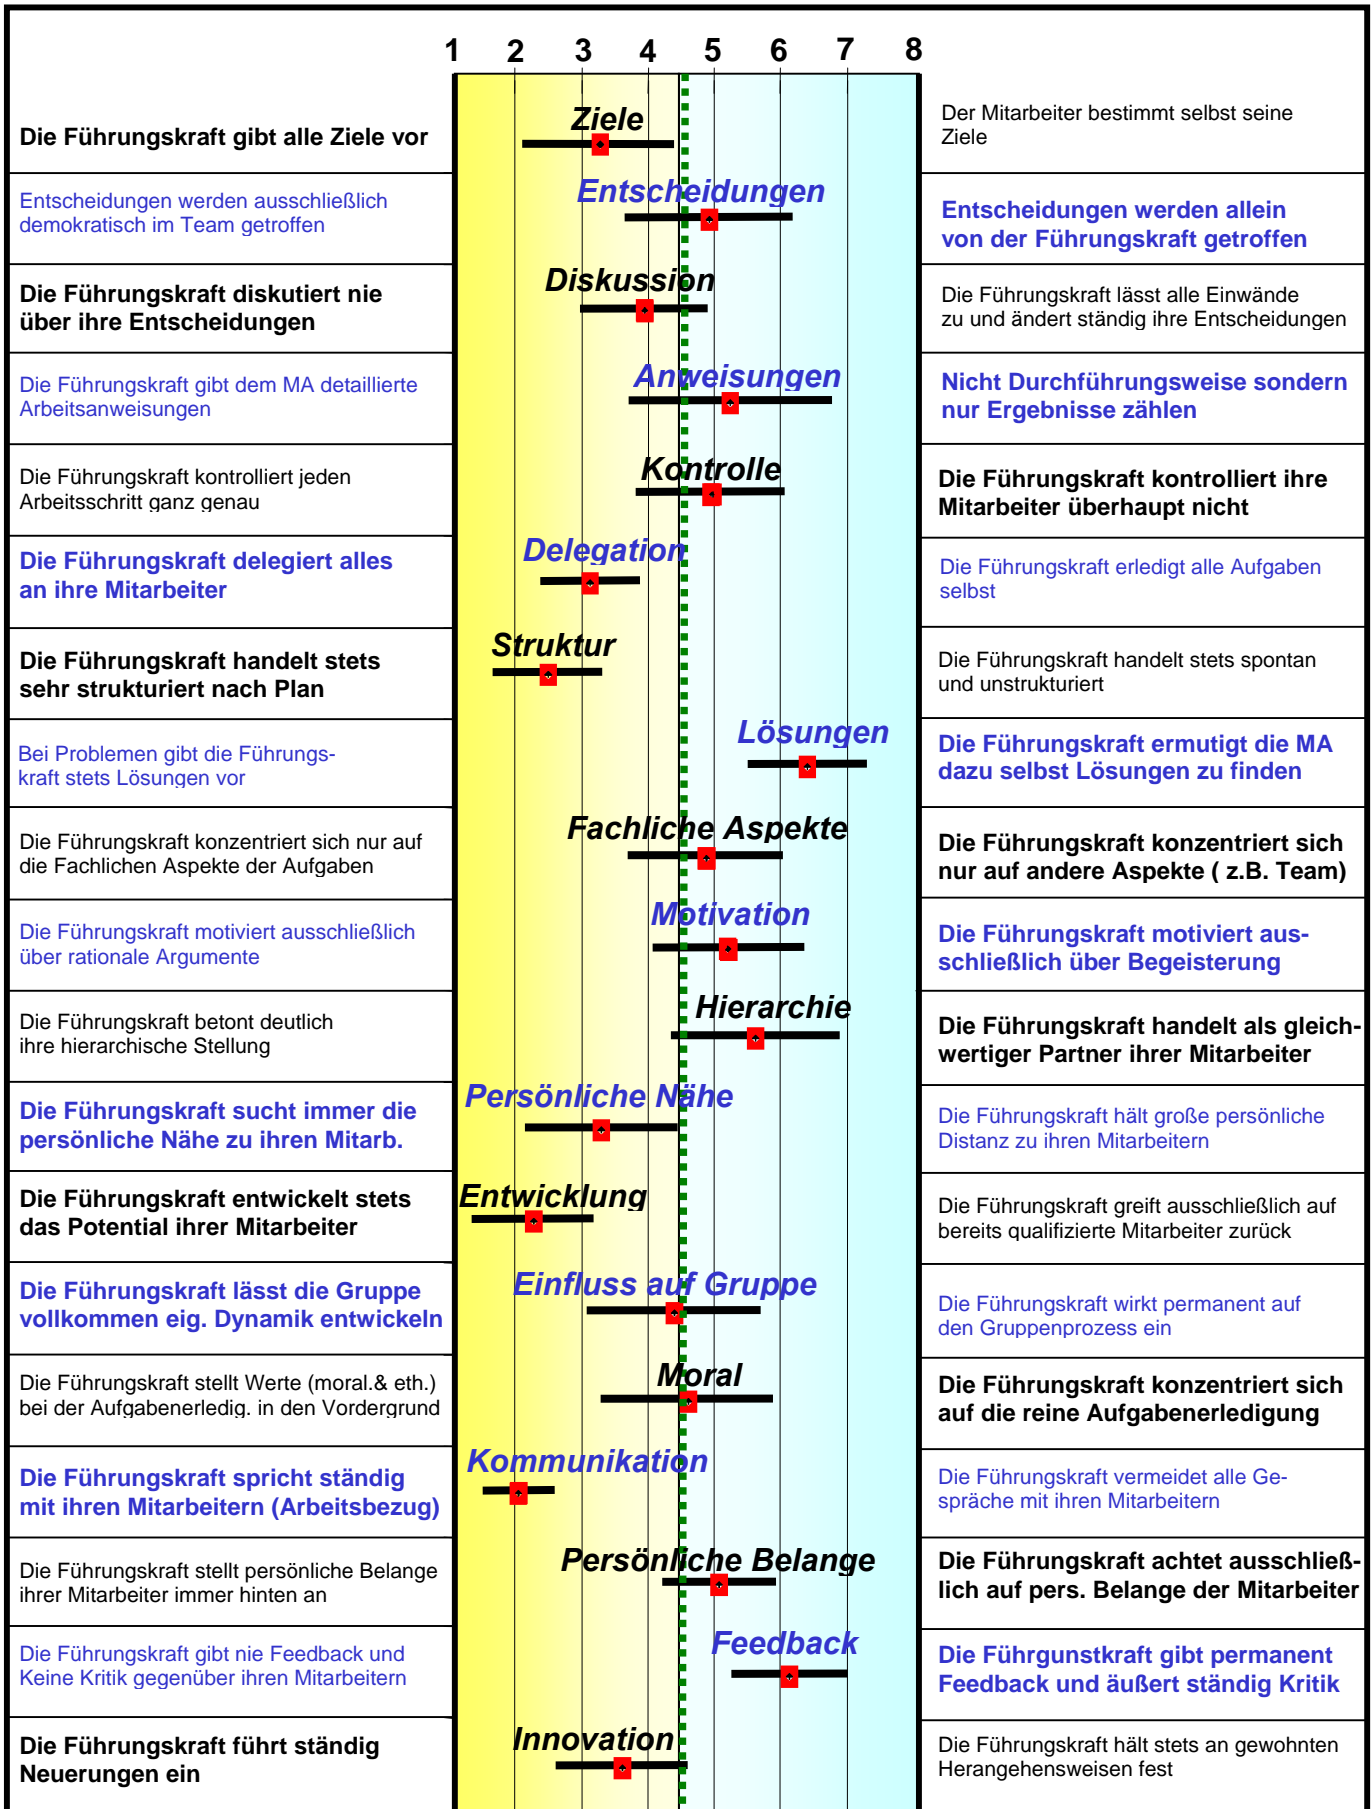 1 2 3 4 5 6 7 8
Die Führungskraft gibt alle Ziele vor
Ziele
Der Mitarbeiter bestimmt selbst seine
Ziele
Entscheidungen werden ausschließlich
demokratisch im Team getroffen
Entscheidungen
Entscheidungen werden allein
von der Führungskraft getroffen
Die Führungskraft diskutiert nie
über ihre Entscheidungen
Diskussion
Die Führungskraft lässt alle Einwände
zu und ändert ständig ihre Entscheidungen
Die Führungskraft gibt dem MA detaillierte
Arbeitsanweisungen
Anweisungen
Nicht Durchführungsweise sondern
nur Ergebnisse zählen
Die Führungskraft kontrolliert jeden
Arbeitsschritt ganz genau
Kontrolle
Die Führungskraft kontrolliert ihre
Mitarbeiter überhaupt nicht
Die Führungskraft delegiert alles
an ihre Mitarbeiter
Delegation
Die Führungskraft erledigt alle Aufgaben
selbst
Die Führungskraft handelt stets
sehr strukturiert nach Plan
Struktur
Die Führungskraft handelt stets spontan
und unstrukturiert
Bei Problemen gibt die Führungs-
kraft stets Lösungen vor
Lösungen
Die Führungskraft ermutigt die MA
dazu selbst Lösungen zu finden
Die Führungskraft konzentriert sich nur auf
die Fachlichen Aspekte der Aufgaben
Fachliche Aspekte
Die Führungskraft konzentriert sich
nur auf andere Aspekte ( z.B. Team)
Die Führungskraft motiviert ausschließlich
über rationale Argumente
Motivation
Die Führungskraft motiviert aus-
schließlich über Begeisterung
Die Führungskraft betont deutlich
ihre hierarchische Stellung
Hierarchie
Die Führungskraft handelt als gleich-
wertiger Partner ihrer Mitarbeiter
Die Führungskraft sucht immer die
persönliche Nähe zu ihren Mitarb.
Persönliche Nähe
Die Führungskraft hält große persönliche
Distanz zu ihren Mitarbeitern
Die Führungskraft entwickelt stets
das Potential ihrer Mitarbeiter
Entwicklung
Die Führungskraft greift ausschließlich auf
bereits qualifizierte Mitarbeiter zurück
Die Führungskraft lässt die Gruppe
vollkommen eig. Dynamik entwickeln
Einfluss auf Gruppe
Die Führungskraft wirkt permanent auf
den Gruppenprozess ein
Die Führungskraft stellt Werte (moral.& eth.)
bei der Aufgabenerledig. in den Vordergrund
Moral
Die Führungskraft konzentriert sich
auf die reine Aufgabenerledigung
Die Führungskraft spricht ständig
mit ihren Mitarbeitern (Arbeitsbezug)
Kommunikation
Die Führungskraft vermeidet alle Ge-
spräche mit ihren Mitarbeitern
Die Führungskraft stellt persönliche Belange
ihrer Mitarbeiter immer hinten an
Persönliche Belange
Die Führungskraft achtet ausschließ-
lich auf pers. Belange der Mitarbeiter
Die Führungskraft gibt nie Feedback und
Keine Kritik gegenüber ihren Mitarbeitern
Feedback
Die Führgunstkraft gibt permanent
Feedback und äußert ständig Kritik
Die Führungskraft führt ständig
Neuerungen ein
Innovation
Die Führungskraft hält stets an gewohnten
Herangehensweisen fest